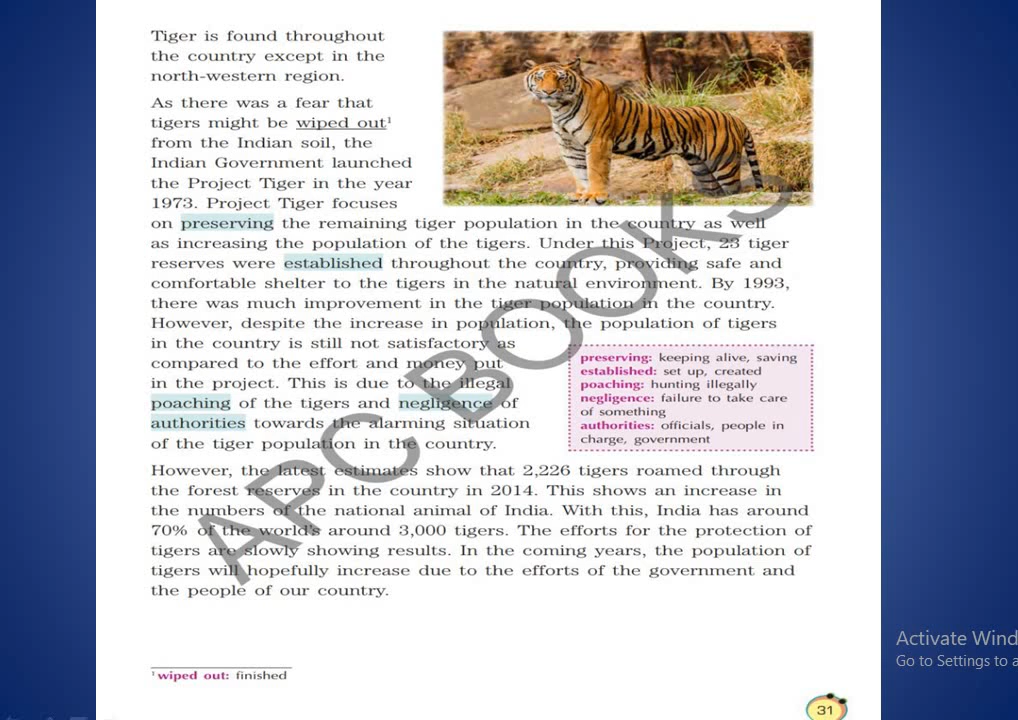 Tiger is found throughout
the country except in the
north-western region.
As there was a fear that
tigers might be wiped out¹
from the Indian soil, the
Indian Government launched
the Project Tiger in the year
1973. Project Tiger focuses
on preserving the remaining tiger population in the country as well
as increasing the population of the tigers. Under this Project, 23 tiger
reserves were established throughout the country, providing safe and
comfortable shelter to the tigers in the natural environment. By 1993,
there was much improvement in the tiger population in the country.
However, despite the increase in population, the population of tigers
in the country is still not satisfactory as
compared to the effort and money put
in the project. This is due to the illegal
poaching of the tigers and negligence of
authorities towards the alarming situation
of the tiger population in the country.
preserving: keeping alive, saving
established: set up, created
poaching: hunting illegally
negligence: failure to take care
of something
authorities: officials, people in
charge, government
However, the latest estimates show that 2,226 tigers roamed through
the forest reserves in the country in 2014. This shows an increase in
the numbers of the national animal of India. With this, India has around
70% of the world's around 3,000 tigers. The efforts for the protection of
tigers are slowly showing results. In the coming years, the population of
tigers will hopefully increase due to the efforts of the government and
the people of our country.
¹ wiped out: finished
31
APC BOOKS
Activate Wind
Go to Settings to a